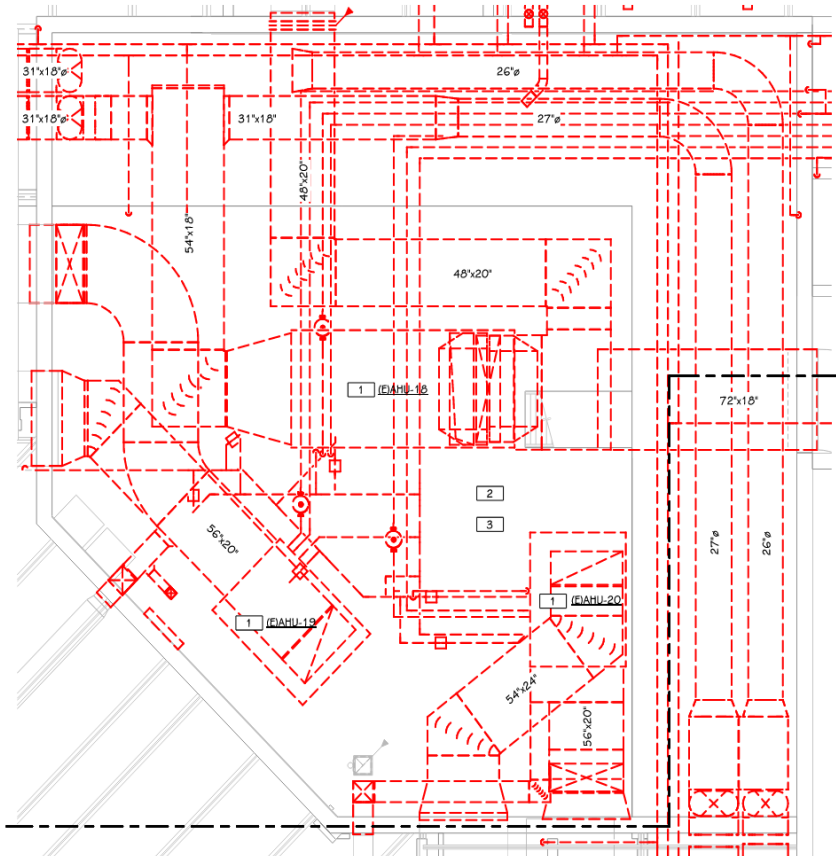 31"x18"ø
26"ø
31"x18"ø
31"x18"
27"ø
48"x20"
54"x18"
48"x20"
1 (E)AHU-18
72"x18"
2
3
56"x20"
27"ø
26"ø
1 (E)AHU-20
1 (E)AHU-19
54"x24"
56"x20"